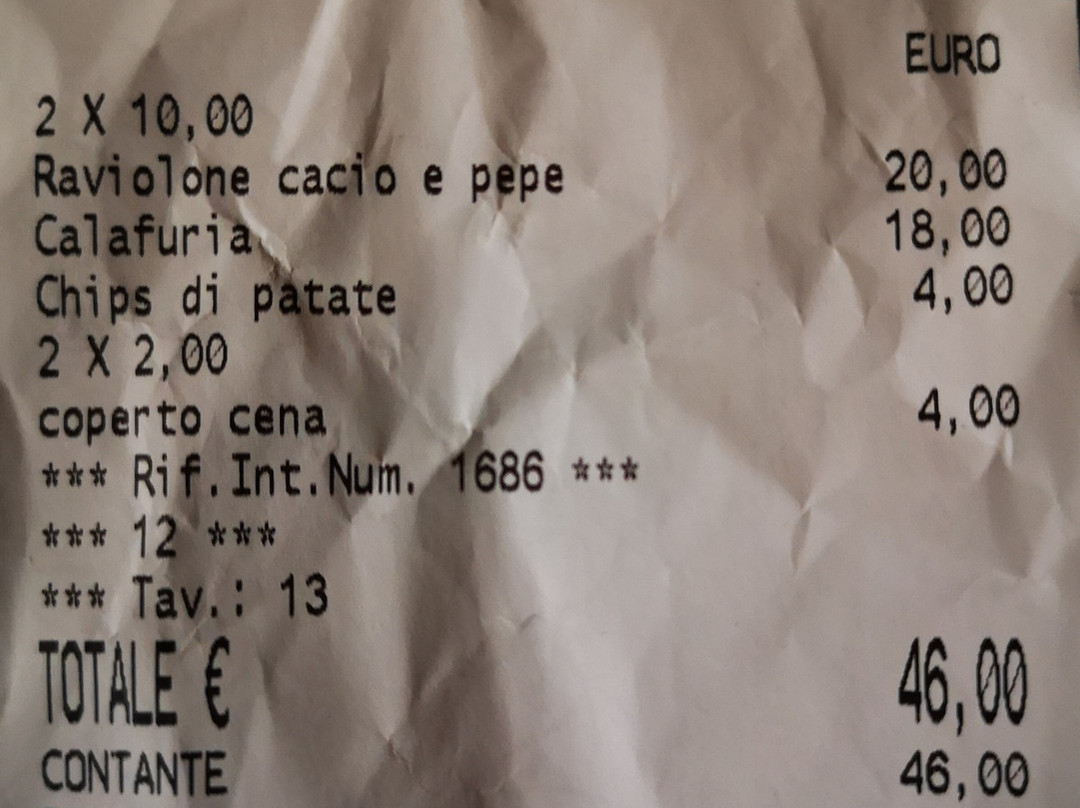 EURO
2 X 10,00
Raviolone cacio e pepe 20,00
Calafuria 18,00
Chips di patate 4,00
2 X 2,00
coperto cena 4,00
*** Rif.Int.Num. 1686 ***
*** 12 ***
*** Tav.: 13
TOTALE € 46,00
CONTANTE 46,00